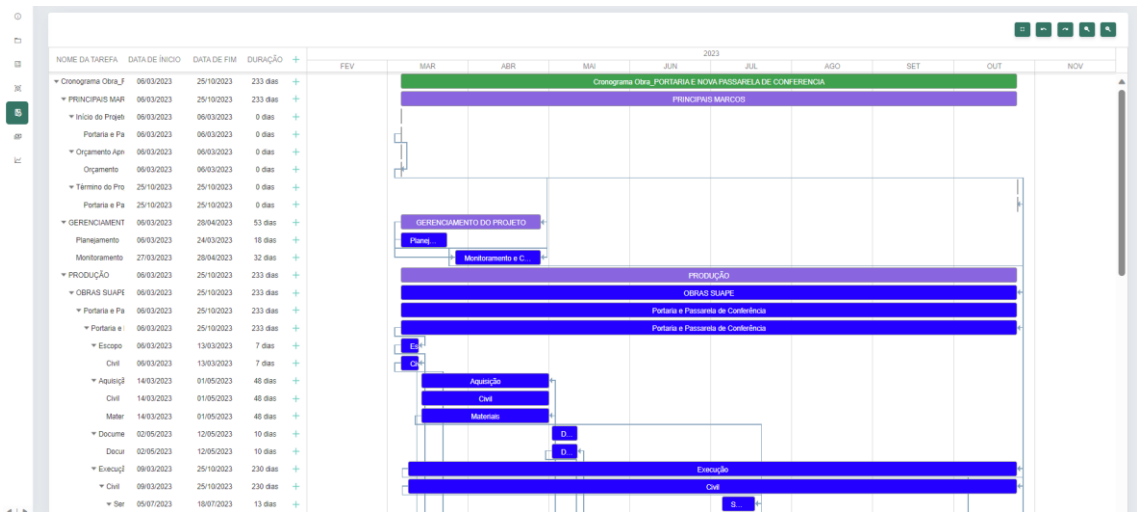 2023
NOME DA TAREFA DATA DE ÍNICIO DATA DE FIM DURAÇÃO + FEV MAR ABR MAI JUN JUL AGO SET OUT NOV
Cronograma Obra_F 06/03/2023 25/10/2023 233 dias + Cronograma Obra_PORTARIA E NOVA PASSARELA DE CONFERENCIA
PRINCIPAIS MAR 06/03/2023 25/10/2023 233 dias + PRINCIPAIS MARCOS
Início do Projet 06/03/2023 06/03/2023 0 dias +
Portaria e Pa 06/03/2023 06/03/2023 0 dias +
Orçamento Apr 06/03/2023 06/03/2023 0 dias +
Orçamento 06/03/2023 06/03/2023 0 dias +
Término do Pro 25/10/2023 25/10/2023 0 dias +
Portaria e Pa 25/10/2023 25/10/2023 0 dias +
GERENCIAMENT 06/03/2023 28/04/2023 53 dias + GERENCIAMENTO DO PROJETO
Planejamento 06/03/2023 24/03/2023 18 dias + Planej...
Monitoramento 27/03/2023 28/04/2023 32 dias + Monitoramento e C...
PRODUÇÃO 06/03/2023 25/10/2023 233 dias + PRODUÇÃO
OBRAS SUAPE 06/03/2023 25/10/2023 233 dias + OBRAS SUAPE
Portaria e Pa 06/03/2023 25/10/2023 233 dias + Portaria e Passarela de Conferência
Portaria e 06/03/2023 25/10/2023 233 dias + Portaria e Passarela de Conferência
Escopo 06/03/2023 13/03/2023 7 dias + Es
Civil 06/03/2023 13/03/2023 7 dias + Ci
Aquisiçã 14/03/2023 01/05/2023 48 dias + Aquisição
Civil 14/03/2023 01/05/2023 48 dias + Civil
Mater 14/03/2023 01/05/2023 48 dias + Materiais
Docume 02/05/2023 12/05/2023 10 dias + D...
Docur 02/05/2023 12/05/2023 10 dias + D...
Execuçã 09/03/2023 25/10/2023 230 dias + Execução
Civil 09/03/2023 25/10/2023 230 dias + Civil
Ser 05/07/2023 18/07/2023 13 dias + S...